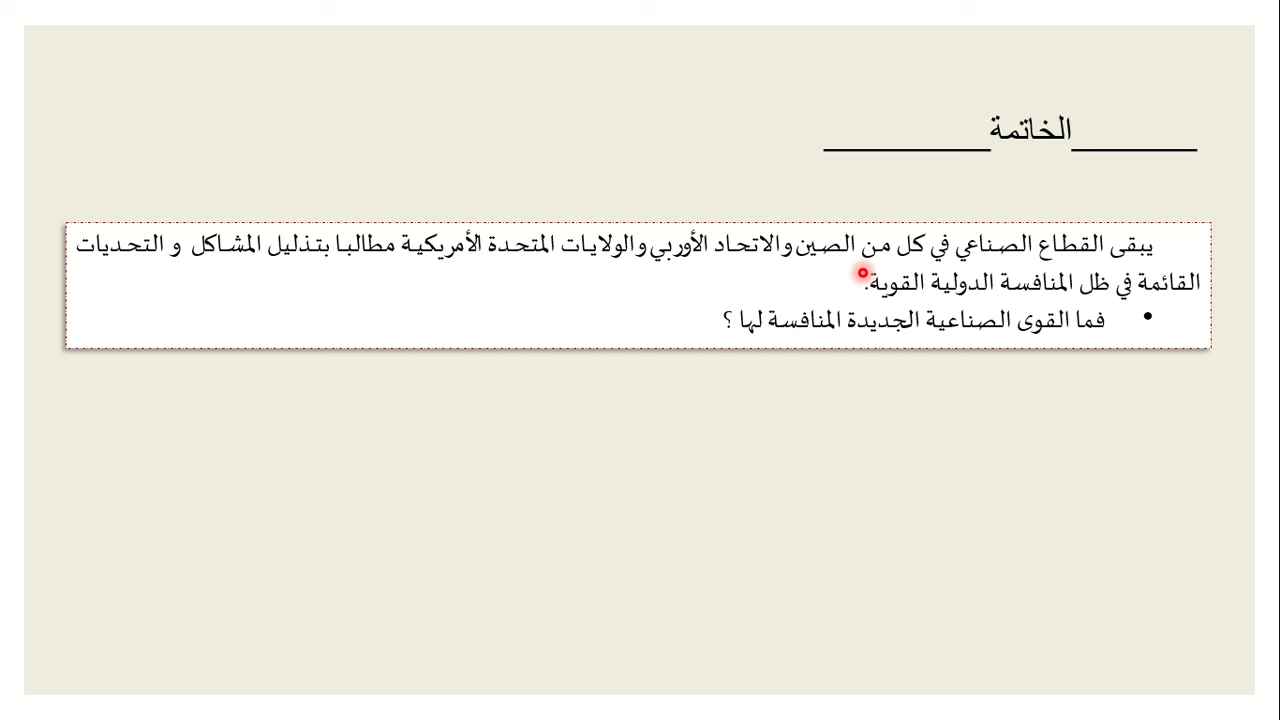 الخاتمة
يبقى القطاع الصناعي في كل من الصين والاتحاد الأوربي والولايات المتحدة الأمريكية مطالبا بتذليل المشاكل و التحديات
القائمة في ظل المنافسة الدولية القوية.
• فما القوى الصناعية الجديدة المنافسة لها ؟